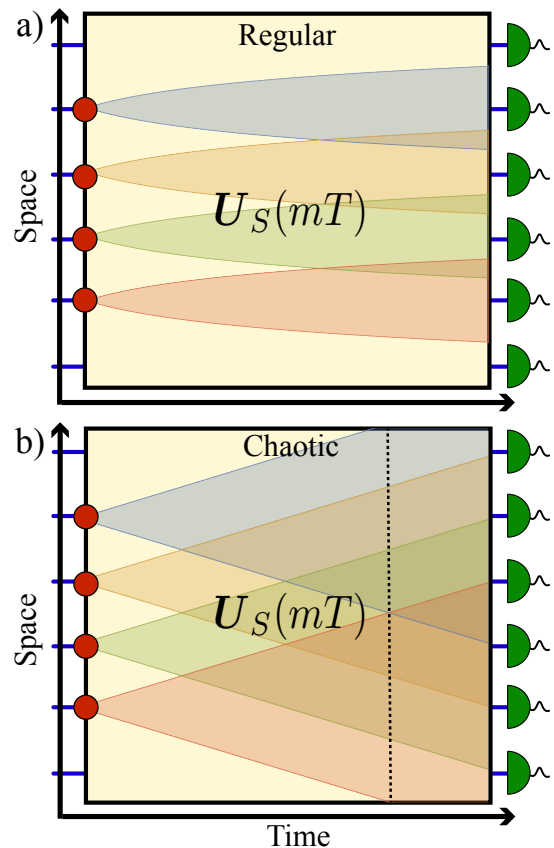 a)
Regular
Space
U_S(mT)
b)
Chaotic
Space
U_S(mT)
Time